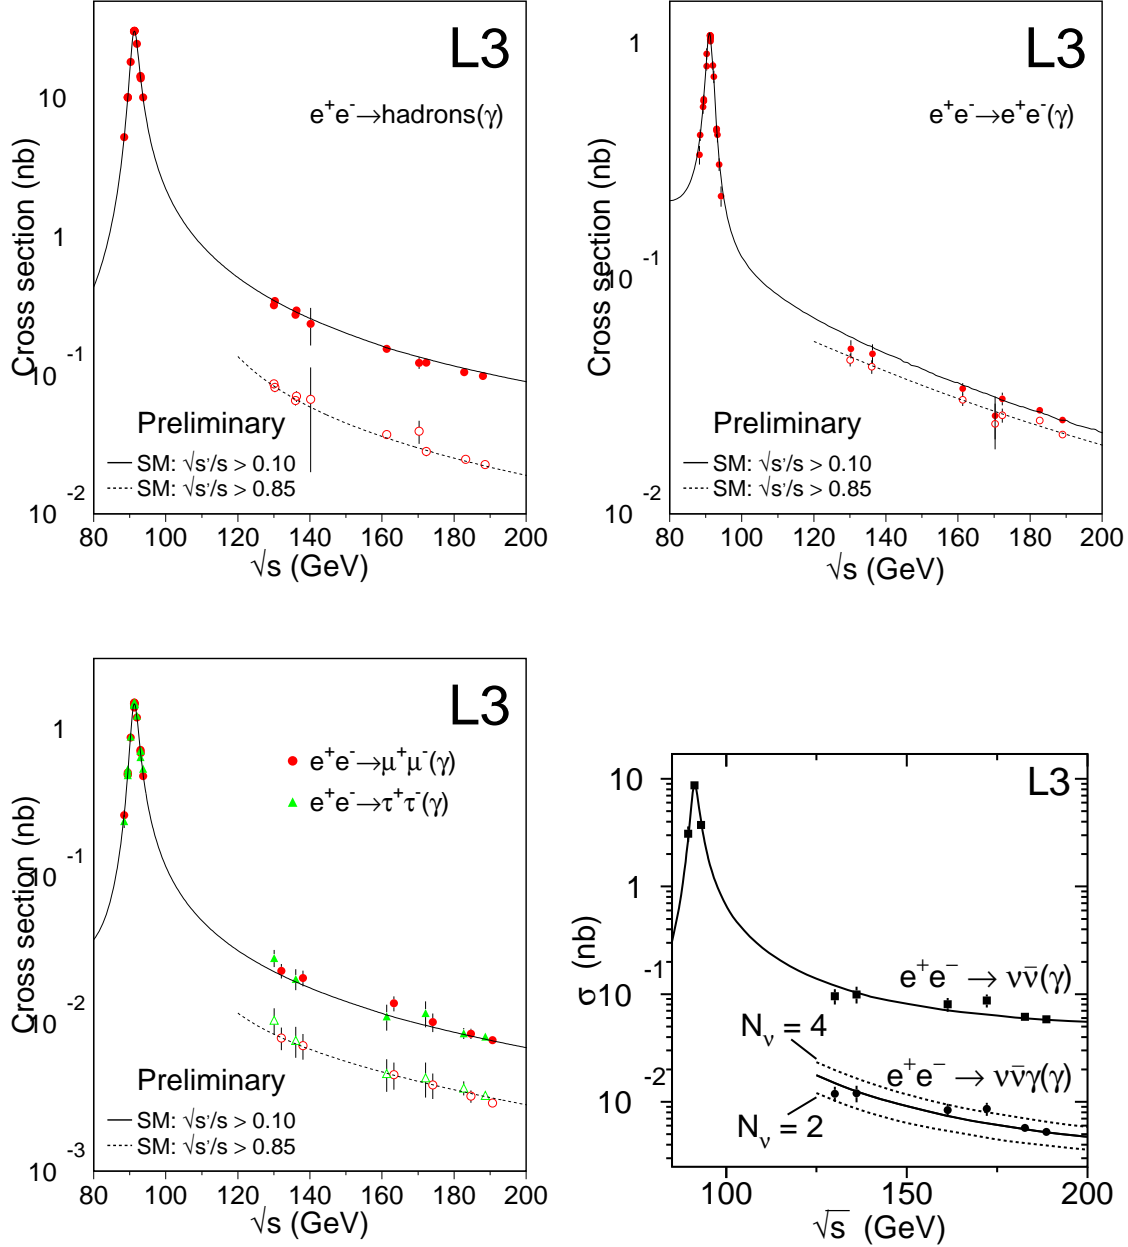 L3
e⁺e⁻→hadrons(γ)
Cross section (nb)
10
1
10⁻¹
10⁻²
Preliminary
SM: √s′/s > 0.10
SM: √s′/s > 0.85
80 100 120 140 160 180 200
√s (GeV)
L3
e⁺e⁻→e⁺e⁻(γ)
Cross section (nb)
1
10⁻¹
10⁻²
Preliminary
SM: √s′/s > 0.10
SM: √s′/s > 0.85
80 100 120 140 160 180 200
√s (GeV)
L3
e⁺e⁻→μ⁺μ⁻(γ)
e⁺e⁻→τ⁺τ⁻(γ)
Cross section (nb)
1
10⁻¹
10⁻²
10⁻³
Preliminary
SM: √s′/s > 0.10
SM: √s′/s > 0.85
80 100 120 140 160 180 200
√s (GeV)
L3
σ (nb)
10
1
10⁻¹
10⁻²
e⁺e⁻ → νν̄(γ)
N_ν = 4
e⁺e⁻ → νν̄γ(γ)
N_ν = 2
100 150 200
√s (GeV)